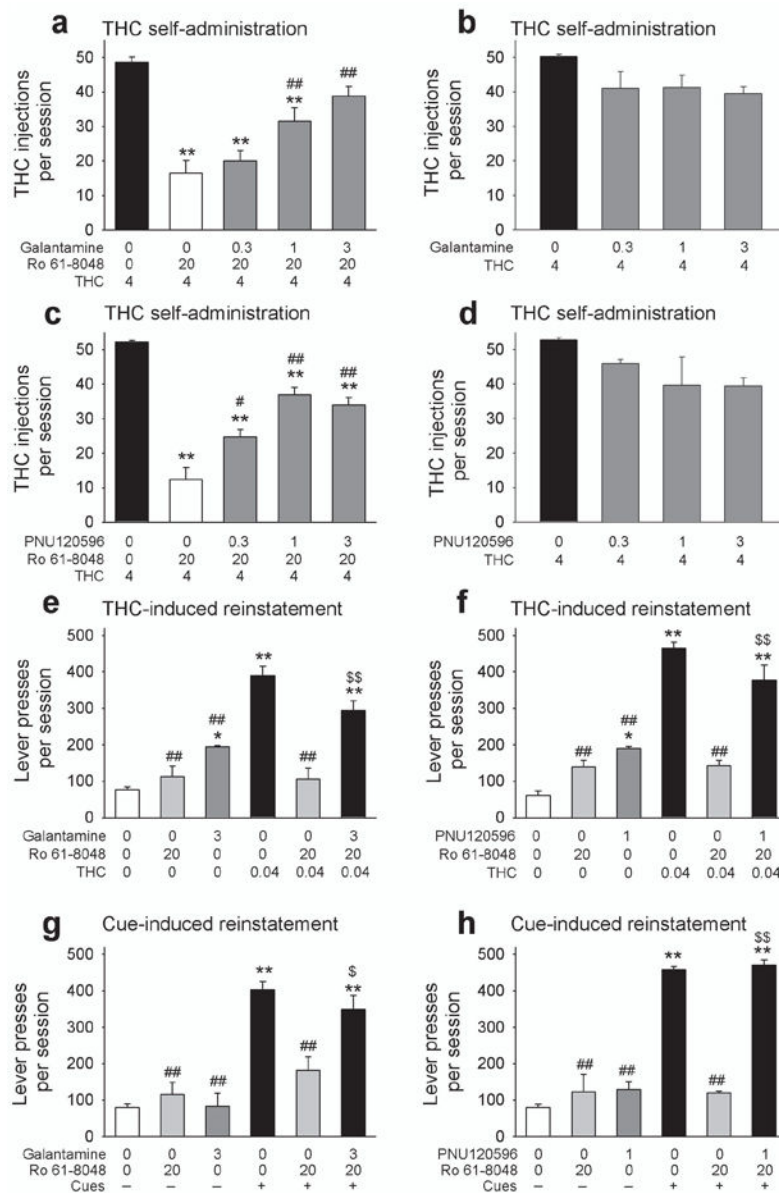 a THC self-administration
THC injections
per session
50
40
30
20
10
0
** ** ## ** ##
Galantamine 0 0 0.3 1 3
Ro 61-8048 0 20 20 20 20
THC 4 4 4 4 4
b THC self-administration
THC injections
per session
50
40
30
20
10
0
Galantamine 0 0.3 1 3
THC 4 4 4 4
c THC self-administration
THC injections
per session
50
40
30
20
10
0
** # ** ## ** ## **
PNU120596 0 0 0.3 1 3
Ro 61-8048 0 20 20 20 20
THC 4 4 4 4 4
d THC self-administration
THC injections
per session
50
40
30
20
10
0
PNU120596 0 0.3 1 3
THC 4 4 4 4
e THC-induced reinstatement
Lever presses
per session
500
400
300
200
100
0
## ## * ** ## $$ **
Galantamine 0 0 3 0 0 3
Ro 61-8048 0 20 0 0 20 20
THC 0 0 0 0.04 0.04 0.04
f THC-induced reinstatement
Lever presses
per session
500
400
300
200
100
0
## ## * ** ## $$ **
PNU120596 0 0 1 0 0 1
Ro 61-8048 0 20 0 0 20 20
THC 0 0 0 0.04 0.04 0.04
g Cue-induced reinstatement
Lever presses
per session
500
400
300
200
100
0
## ## ** ## $ **
Galantamine 0 0 3 0 0 3
Ro 61-8048 0 20 0 0 20 20
Cues – – – + + +
h Cue-induced reinstatement
Lever presses
per session
500
400
300
200
100
0
## ## ** ## $$ **
PNU120596 0 0 1 0 0 1
Ro 61-8048 0 20 0 0 20 20
Cues – – – + + +